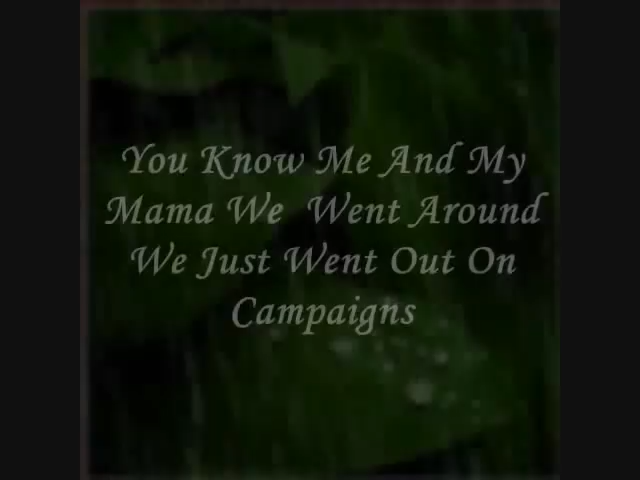 You Know Me And My
Mama We Went Around
We Just Went Out On
Campaigns